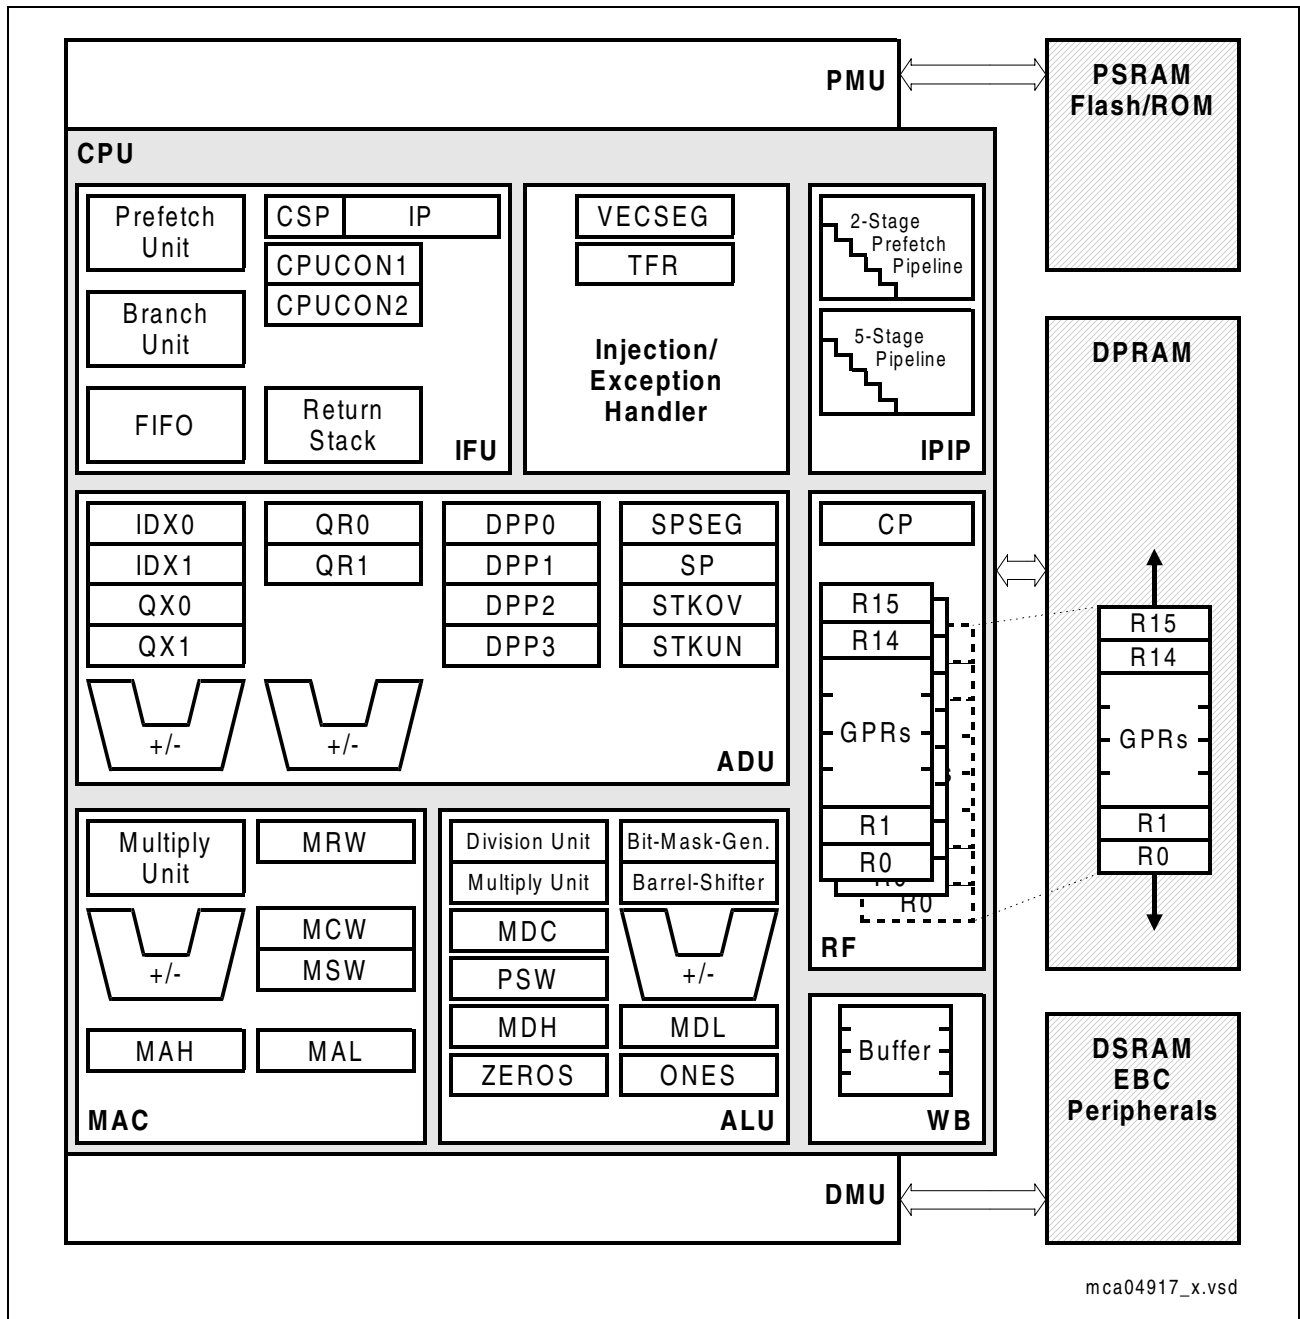 PMU
PSRAM
Flash/ROM
CPU
Prefetch
Unit
CSP
IP
CPUCON1
CPUCON2
Branch
Unit
FIFO
Return
Stack
IFU
VECSEG
TFR
Injection/
Exception
Handler
2-Stage
Prefetch
Pipeline
5-Stage
Pipeline
IPIP
DPRAM
IDX0
IDX1
QX0
QX1
+/-
QR0
QR1
+/-
DPP0
DPP1
DPP2
DPP3
SPSEG
SP
STKOV
STKUN
ADU
CP
R15
R14
GPRs
R1
R0
R0
R0
RF
R15
R14
GPRs
R1
R0
Multiply
Unit
MRW
+/-
MCW
MSW
MAH
MAL
MAC
Division Unit
Bit-Mask-Gen.
Multiply Unit
Barrel-Shifter
MDC
PSW
+/-
MDH
MDL
ZEROS
ONES
ALU
Buffer
WB
DSRAM
EBC
Peripherals
DMU
mca04917_x.vsd